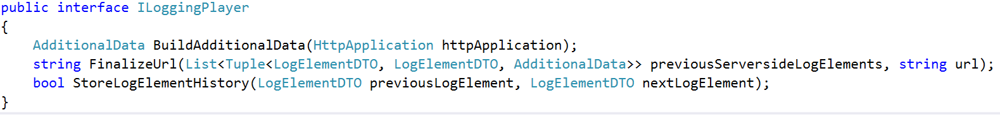 public interface ILoggingPlayer
{
    AdditionalData BuildAdditionalData(HttpApplication httpApplication);
    string FinalizeUrl(List<Tuple<LogElementDTO, LogElementDTO, AdditionalData>> previousServersideLogElements, string url);
    bool StoreLogElementHistory(LogElementDTO previousLogElement, LogElementDTO nextLogElement);
}